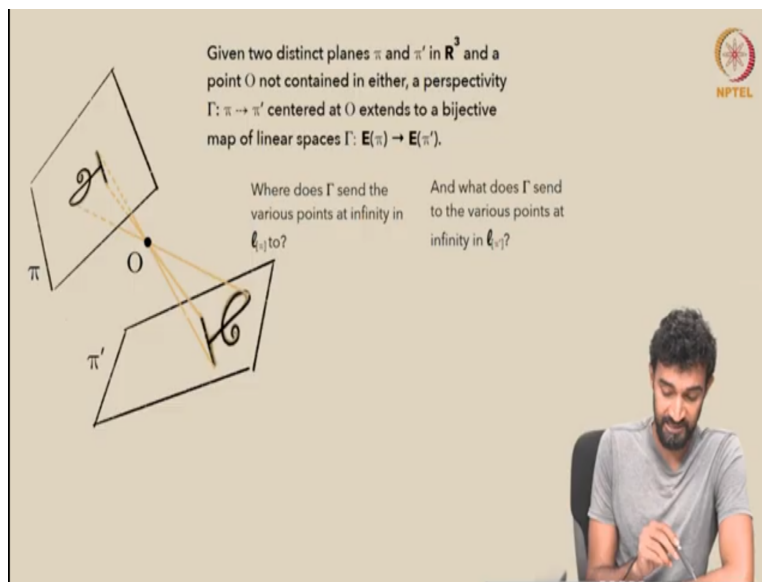 Given two distinct planes π and π′ in R³ and a
point O not contained in either, a perspectivity
Γ: π → π′ centered at O extends to a bijective
map of linear spaces Γ: E(π) → E(π′).
NPTEL
Where does Γ send the
various points at infinity in
ℓ[π] to?
And what does Γ send
to the various points at
infinity in ℓ[π′]?
O
π
π′